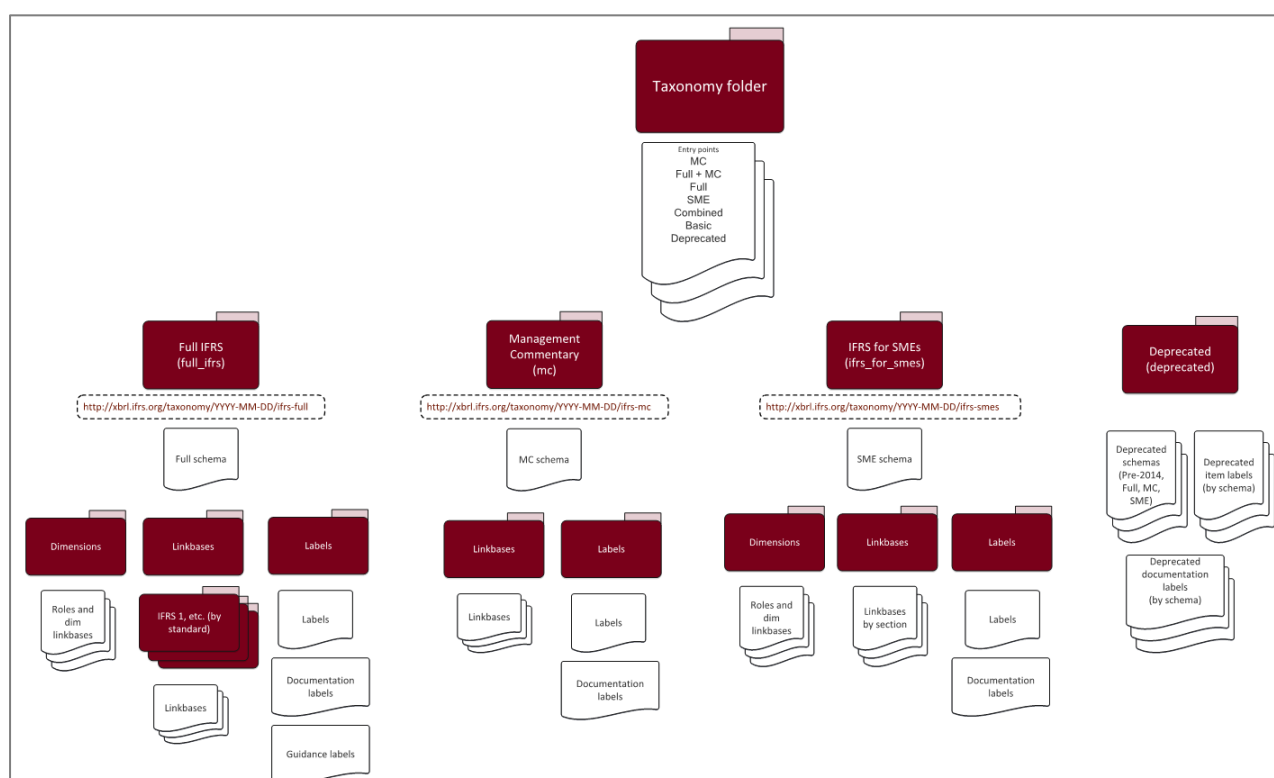 Taxonomy folder
Entry points
MC
Full + MC
Full
SME
Combined
Basic
Deprecated
Full IFRS
(full_ifrs)
http://xbrl.ifrs.org/taxonomy/YYYY-MM-DD/ifrs-full
Full schema
Dimensions
Roles and
dim
linkbases
Linkbases
IFRS 1, etc. (by
standard)
Linkbases
Labels
Labels
Documentation
labels
Guidance labels
Management
Commentary
(mc)
http://xbrl.ifrs.org/taxonomy/YYYY-MM-DD/ifrs-mc
MC schema
Linkbases
Linkbases
Labels
Labels
Documentation
labels
IFRS for SMEs
(ifrs_for_smes)
http://xbrl.ifrs.org/taxonomy/YYYY-MM-DD/ifrs-smes
SME schema
Dimensions
Roles and
dim
linkbases
Linkbases
Linkbases
by section
Labels
Labels
Documentation
labels
Deprecated
(deprecated)
Deprecated
schemas
(Pre-2014,
Full, MC,
SME)
Deprecated
item labels
(by schema)
Deprecated
documentation
labels
(by schema)